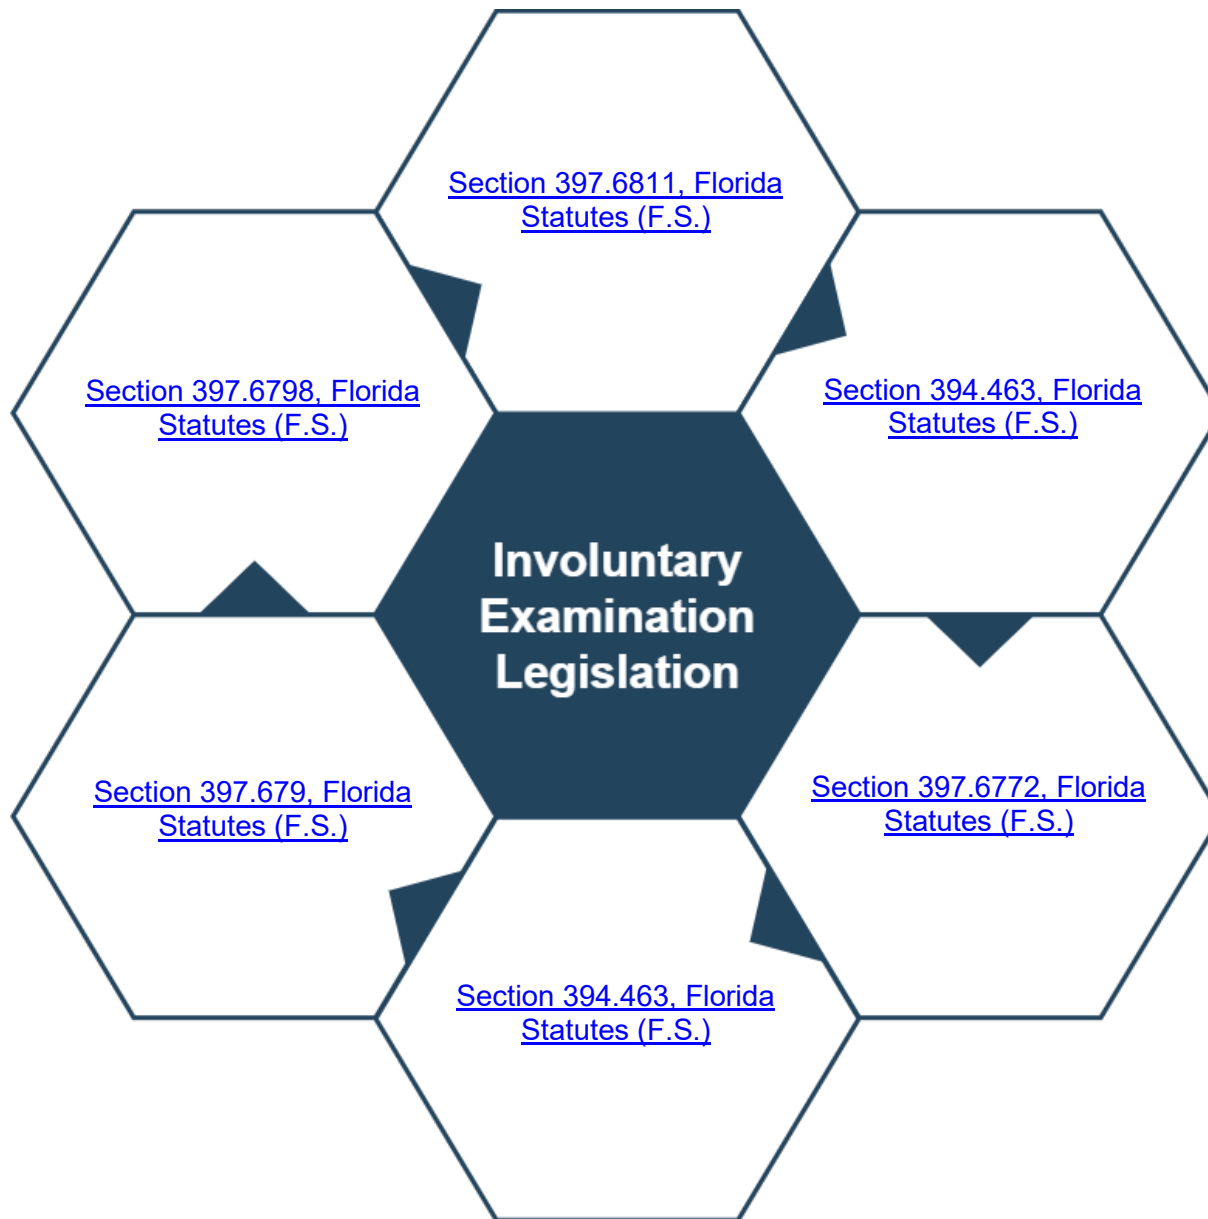 Section 397.6811, Florida
Statutes (F.S.)
Section 394.463, Florida
Statutes (F.S.)
Section 397.6798, Florida
Statutes (F.S.)
Involuntary
Examination
Legislation
Section 397.6772, Florida
Statutes (F.S.)
Section 397.679, Florida
Statutes (F.S.)
Section 394.463, Florida
Statutes (F.S.)